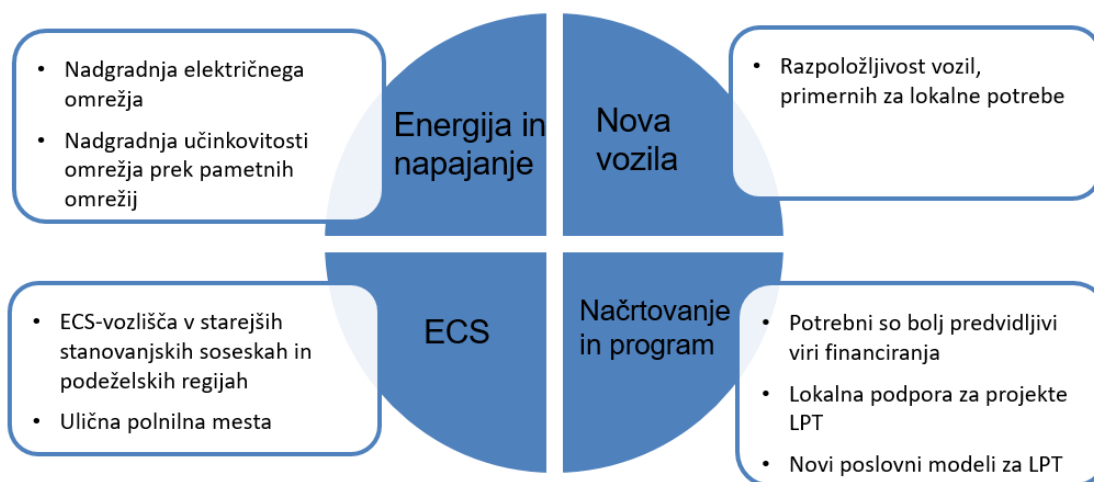 • Nadgradnja električnega
omrežja
• Nadgradnja učinkovitosti
omrežja prek pametnih
omrežij
Energija in
napajanje
Nova
vozila
• Razpoložljivost vozil,
primernih za lokalne potrebe
• ECS-vozlišča v starejših
stanovanjskih soseskah in
podeželskih regijah
• Ulična polnilna mesta
ECS
Načrtovanje
in program
• Potrebni so bolj predvidljivi
viri financiranja
• Lokalna podpora za projekte
LPT
• Novi poslovni modeli za LPT